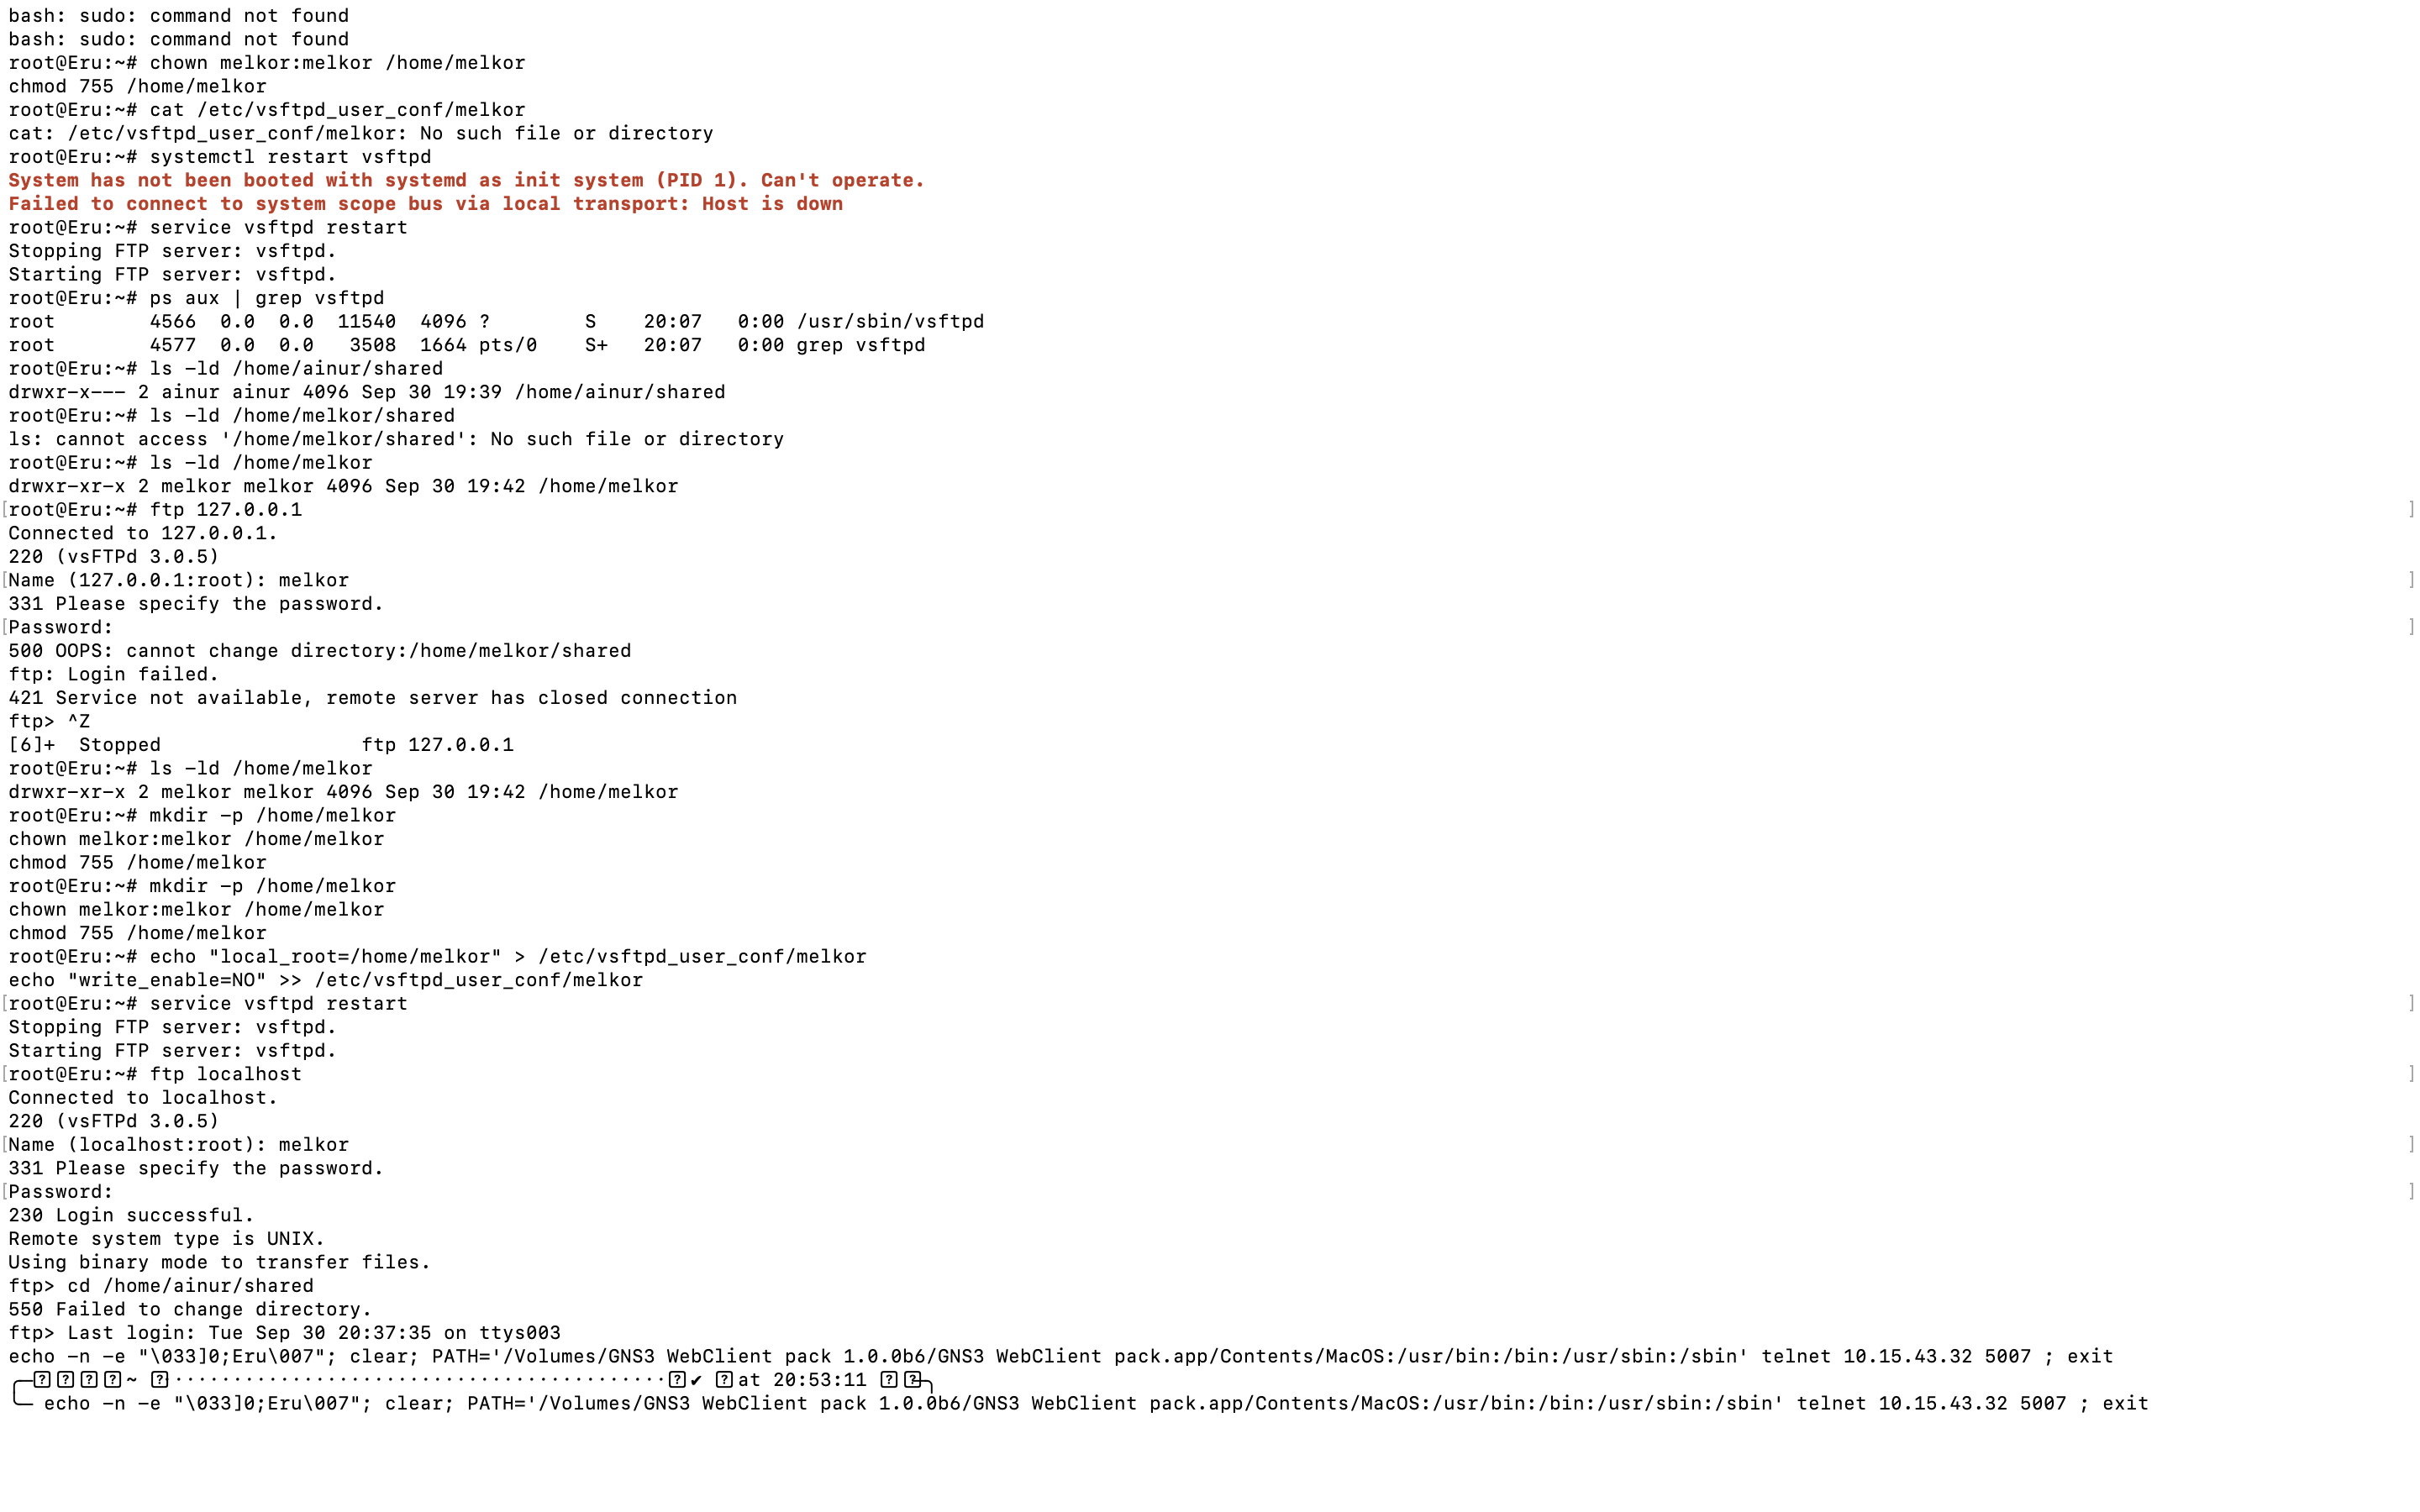 bash: sudo: command not found
bash: sudo: command not found
root@Eru:~# chown melkor:melkor /home/melkor
chmod 755 /home/melkor
root@Eru:~# cat /etc/vsftpd_user_conf/melkor
cat: /etc/vsftpd_user_conf/melkor: No such file or directory
root@Eru:~# systemctl restart vsftpd
System has not been booted with systemd as init system (PID 1). Can't operate.
Failed to connect to system scope bus via local transport: Host is down
root@Eru:~# service vsftpd restart
Stopping FTP server: vsftpd.
Starting FTP server: vsftpd.
root@Eru:~# ps aux | grep vsftpd
root        4566  0.0  0.0  11540  4096 ?        S    20:07   0:00 /usr/sbin/vsftpd
root        4577  0.0  0.0   3508  1664 pts/0    S+   20:07   0:00 grep vsftpd
root@Eru:~# ls -ld /home/ainur/shared
drwxr-x--- 2 ainur ainur 4096 Sep 30 19:39 /home/ainur/shared
root@Eru:~# ls -ld /home/melkor/shared
ls: cannot access '/home/melkor/shared': No such file or directory
root@Eru:~# ls -ld /home/melkor
drwxr-xr-x 2 melkor melkor 4096 Sep 30 19:42 /home/melkor
[root@Eru:~# ftp 127.0.0.1 ]
Connected to 127.0.0.1.
220 (vsFTPd 3.0.5)
[Name (127.0.0.1:root): melkor ]
331 Please specify the password.
[Password: ]
500 OOPS: cannot change directory:/home/melkor/shared
ftp: Login failed.
421 Service not available, remote server has closed connection
ftp> ^Z
[6]+  Stopped                 ftp 127.0.0.1
root@Eru:~# ls -ld /home/melkor
drwxr-xr-x 2 melkor melkor 4096 Sep 30 19:42 /home/melkor
root@Eru:~# mkdir -p /home/melkor
chown melkor:melkor /home/melkor
chmod 755 /home/melkor
root@Eru:~# mkdir -p /home/melkor
chown melkor:melkor /home/melkor
chmod 755 /home/melkor
root@Eru:~# echo "local_root=/home/melkor" > /etc/vsftpd_user_conf/melkor
echo "write_enable=NO" >> /etc/vsftpd_user_conf/melkor
[root@Eru:~# service vsftpd restart ]
Stopping FTP server: vsftpd.
Starting FTP server: vsftpd.
[root@Eru:~# ftp localhost ]
Connected to localhost.
220 (vsFTPd 3.0.5)
[Name (localhost:root): melkor ]
331 Please specify the password.
[Password: ]
230 Login successful.
Remote system type is UNIX.
Using binary mode to transfer files.
ftp> cd /home/ainur/shared
550 Failed to change directory.
ftp> Last login: Tue Sep 30 20:37:35 on ttys003
echo -n -e "\033]0;Eru\007"; clear; PATH='/Volumes/GNS3 WebClient pack 1.0.0b6/GNS3 WebClient pack.app/Contents/MacOS:/usr/bin:/bin:/usr/sbin:/sbin' telnet 10.15.43.32 5007 ; exit
╭─⍰⍰⍰⍰~ ⍰··········································⍰✔ ⍰at 20:53:11 ⍰⍰─╮
╰─ echo -n -e "\033]0;Eru\007"; clear; PATH='/Volumes/GNS3 WebClient pack 1.0.0b6/GNS3 WebClient pack.app/Contents/MacOS:/usr/bin:/bin:/usr/sbin:/sbin' telnet 10.15.43.32 5007 ; exit